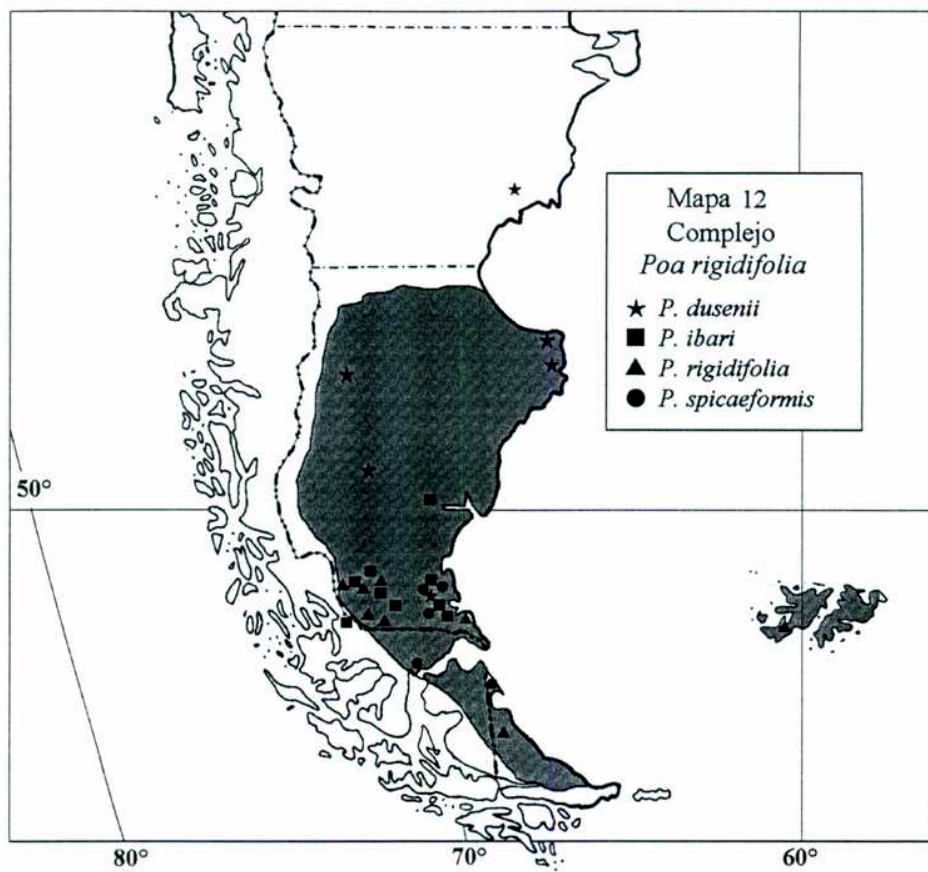 Mapa 12
Complejo
Poa rigidifolia
P. dusenii
P. ibari
P. rigidifolia
P. spicaeformis
50°
80°
70°
60°